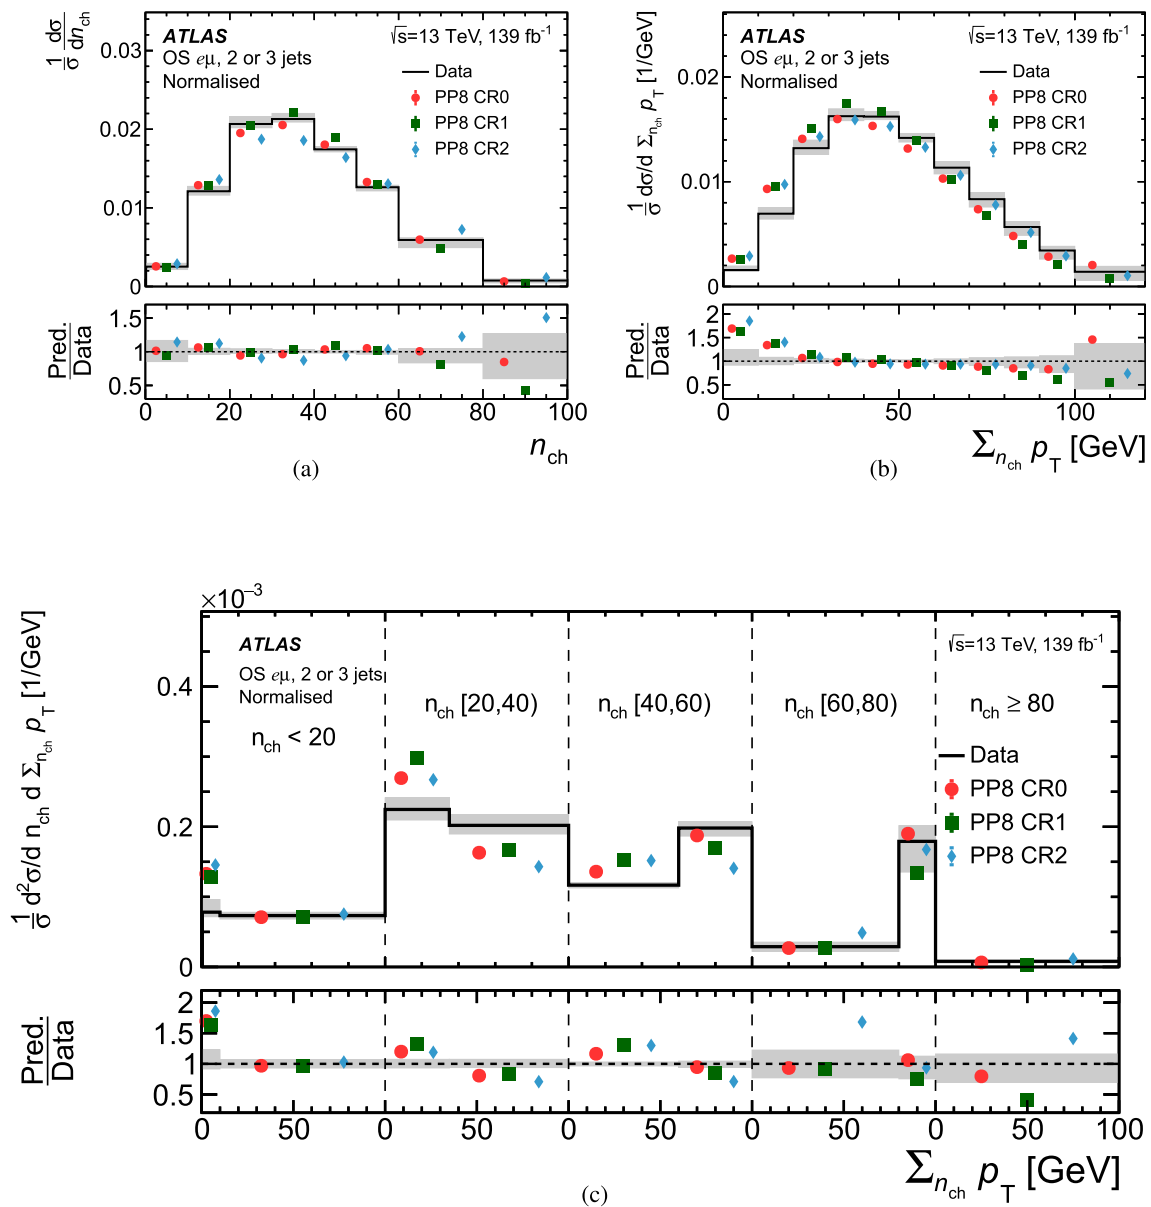 1/σ dσ/dn_ch
0.03
0.02
0.01
0
ATLAS
OS eμ, 2 or 3 jets
Normalised
√s=13 TeV, 139 fb⁻¹
Data
PP8 CR0
PP8 CR1
PP8 CR2
Pred./Data
1.5
1
0.5
0 20 40 60 80 100
n_ch
(a)
1/σ dσ/d Σ_n_ch p_T [1/GeV]
0.02
0.01
0
ATLAS
OS eμ, 2 or 3 jets
Normalised
√s=13 TeV, 139 fb⁻¹
Data
PP8 CR0
PP8 CR1
PP8 CR2
Pred./Data
2
1.5
1
0.5
0 50 100
Σ_n_ch p_T [GeV]
(b)
×10⁻³
1/σ d²σ/d n_ch d Σ_n_ch p_T [1/GeV]
0.4
0.2
0
ATLAS
OS eμ, 2 or 3 jets
Normalised
√s=13 TeV, 139 fb⁻¹
n_ch < 20
n_ch [20,40)
n_ch [40,60)
n_ch [60,80)
n_ch ≥ 80
Data
PP8 CR0
PP8 CR1
PP8 CR2
Pred./Data
2
1.5
1
0.5
0 50 0 50 0 50 0 50 0 50 100
Σ_n_ch p_T [GeV]
(c)